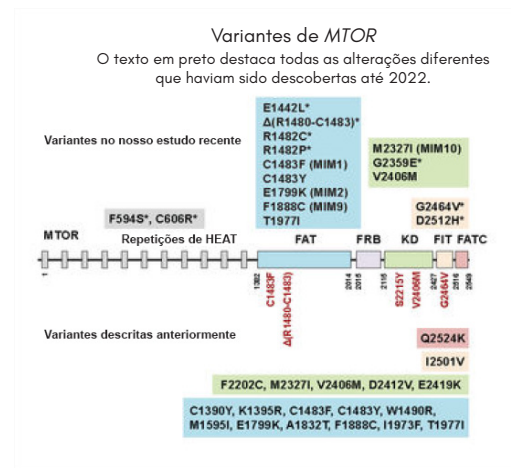 Variantes de MTOR
O texto em preto destaca todas as alterações diferentes
que haviam sido descobertas até 2022.
Variantes no nosso estudo recente
E1442L*
Δ(R1480-C1483)*
R1482C*
R1482P*
C1483F (MIM1)
C1483Y
E1799K (MIM2)
F1888C (MIM9)
T1977I
M2327I (MIM10)
G2359E*
V2406M
F594S*, C606R*
G2464V*
D2512H*
MTOR
Repetições de HEAT
FAT
FRB
KD
FIT
FATC
1
1382
2014
2015
2115
2427
2516
2549
C1483F
Δ(R1480-C1483)
S2215Y
V2406M
G2464V
Variantes descritas anteriormente
Q2524K
I2501V
F2202C, M2327I, V2406M, D2412V, E2419K
C1390Y, K1395R, C1483F, C1483Y, W1490R,
M1595I, E1799K, A1832T, F1888C, I1973F, T1977I